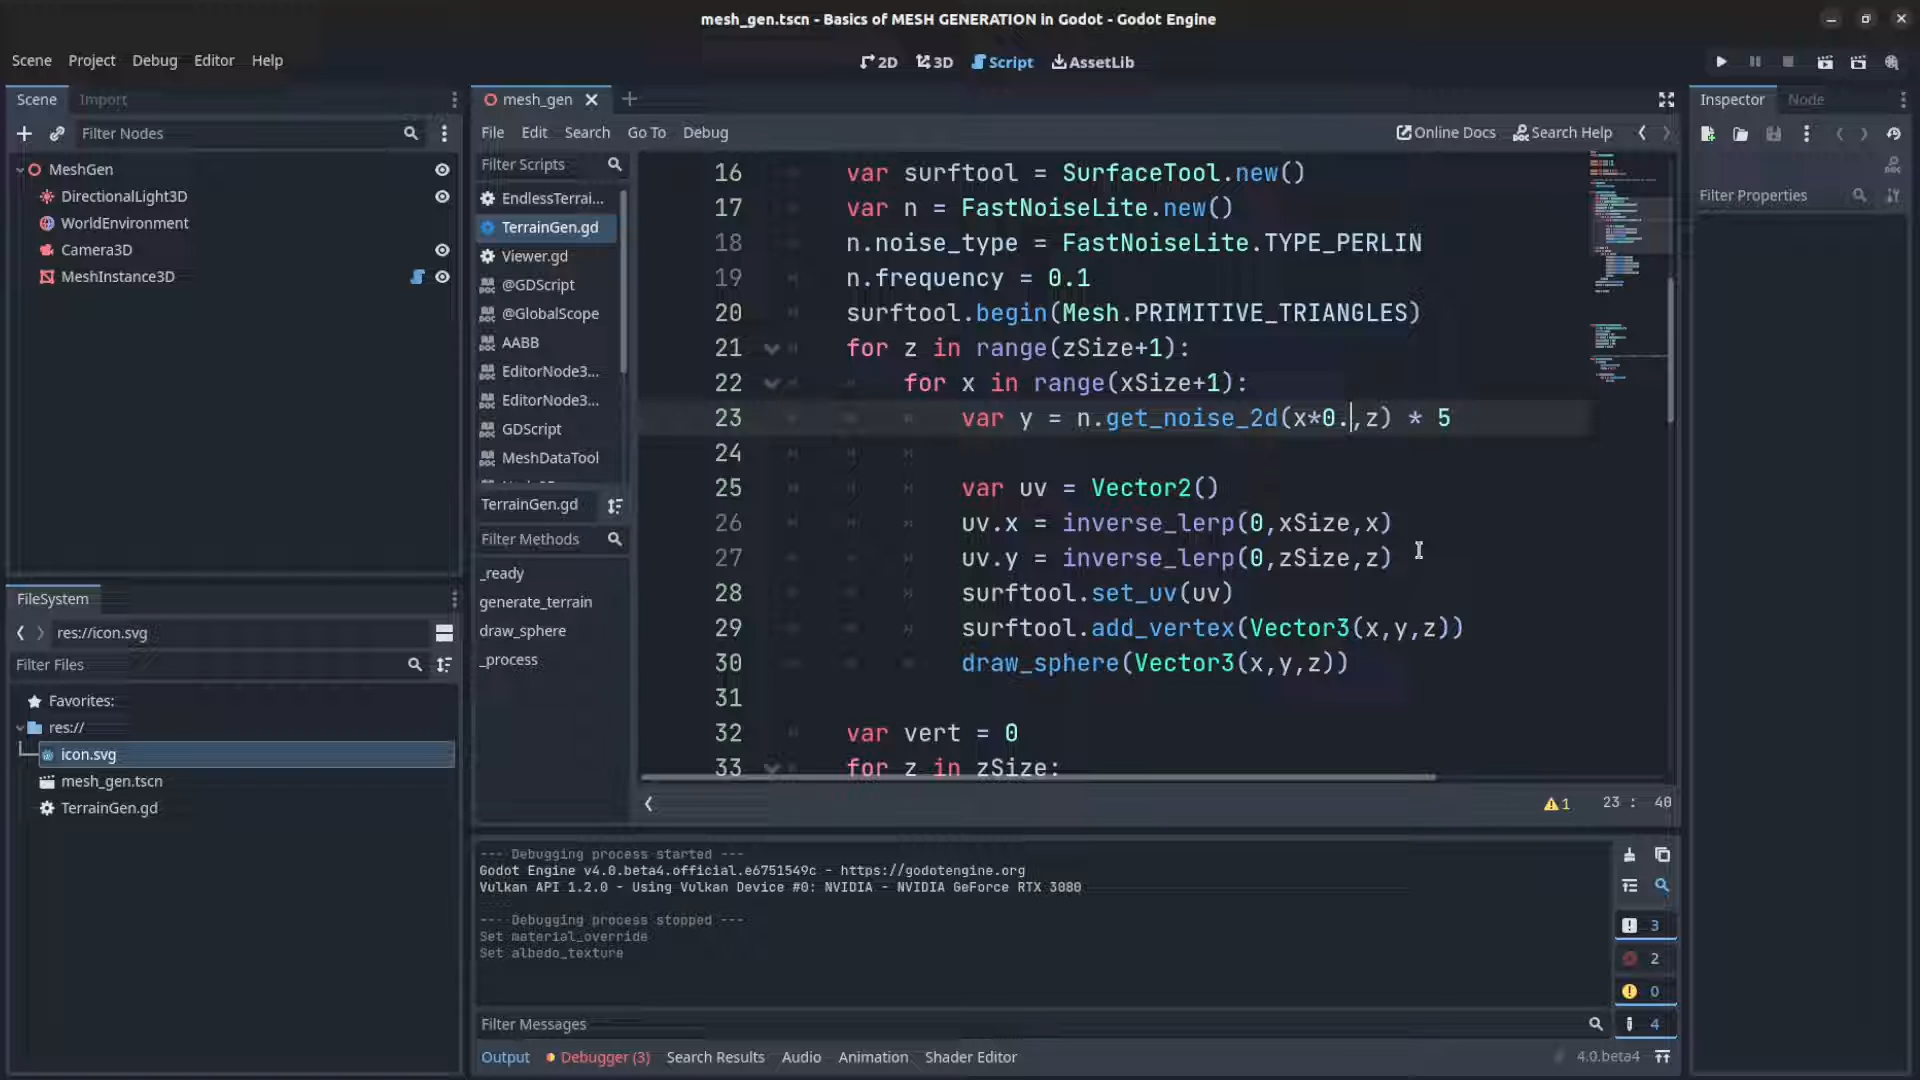 mesh_gen.tscn - Basics of MESH GENERATION in Godot - Godot Engine
Scene Project Debug Editor Help
2D 3D Script AssetLib
Scene Import
Filter Nodes
MeshGen
DirectionalLight3D
WorldEnvironment
Camera3D
MeshInstance3D
FileSystem
res://icon.svg
Filter Files
Favorites:
res://
icon.svg
mesh_gen.tscn
TerrainGen.gd
mesh_gen
File Edit Search Go To Debug
Online Docs Search Help
Filter Scripts
EndlessTerrai...
TerrainGen.gd
Viewer.gd
@GDScript
@GlobalScope
AABB
EditorNode3...
EditorNode3...
GDScript
MeshDataTool
TerrainGen.gd
Filter Methods
_ready
generate_terrain
draw_sphere
_process
16 var surftool = SurfaceTool.new()
17 var n = FastNoiseLite.new()
18 n.noise_type = FastNoiseLite.TYPE_PERLIN
19 n.frequency = 0.1
20 surftool.begin(Mesh.PRIMITIVE_TRIANGLES)
21 for z in range(zSize+1):
22 for x in range(xSize+1):
23 var y = n.get_noise_2d(x*0.,z) * 5
24
25 var uv = Vector2()
26 uv.x = inverse_lerp(0,xSize,x)
27 uv.y = inverse_lerp(0,zSize,z)
28 surftool.set_uv(uv)
29 surftool.add_vertex(Vector3(x,y,z))
30 draw_sphere(Vector3(x,y,z))
31
32 var vert = 0
33 for z in zSize:
1 23 : 40
--- Debugging process started ---
Godot Engine v4.0.beta4.official.e6751549c - https://godotengine.org
Vulkan API 1.2.0 - Using Vulkan Device #0: NVIDIA - NVIDIA GeForce RTX 3080
--- Debugging process stopped ---
Set material_override
Set albedo_texture
3
2
0
4
Filter Messages
Output Debugger (3) Search Results Audio Animation Shader Editor
4.0.beta4
Inspector Node
Filter Properties